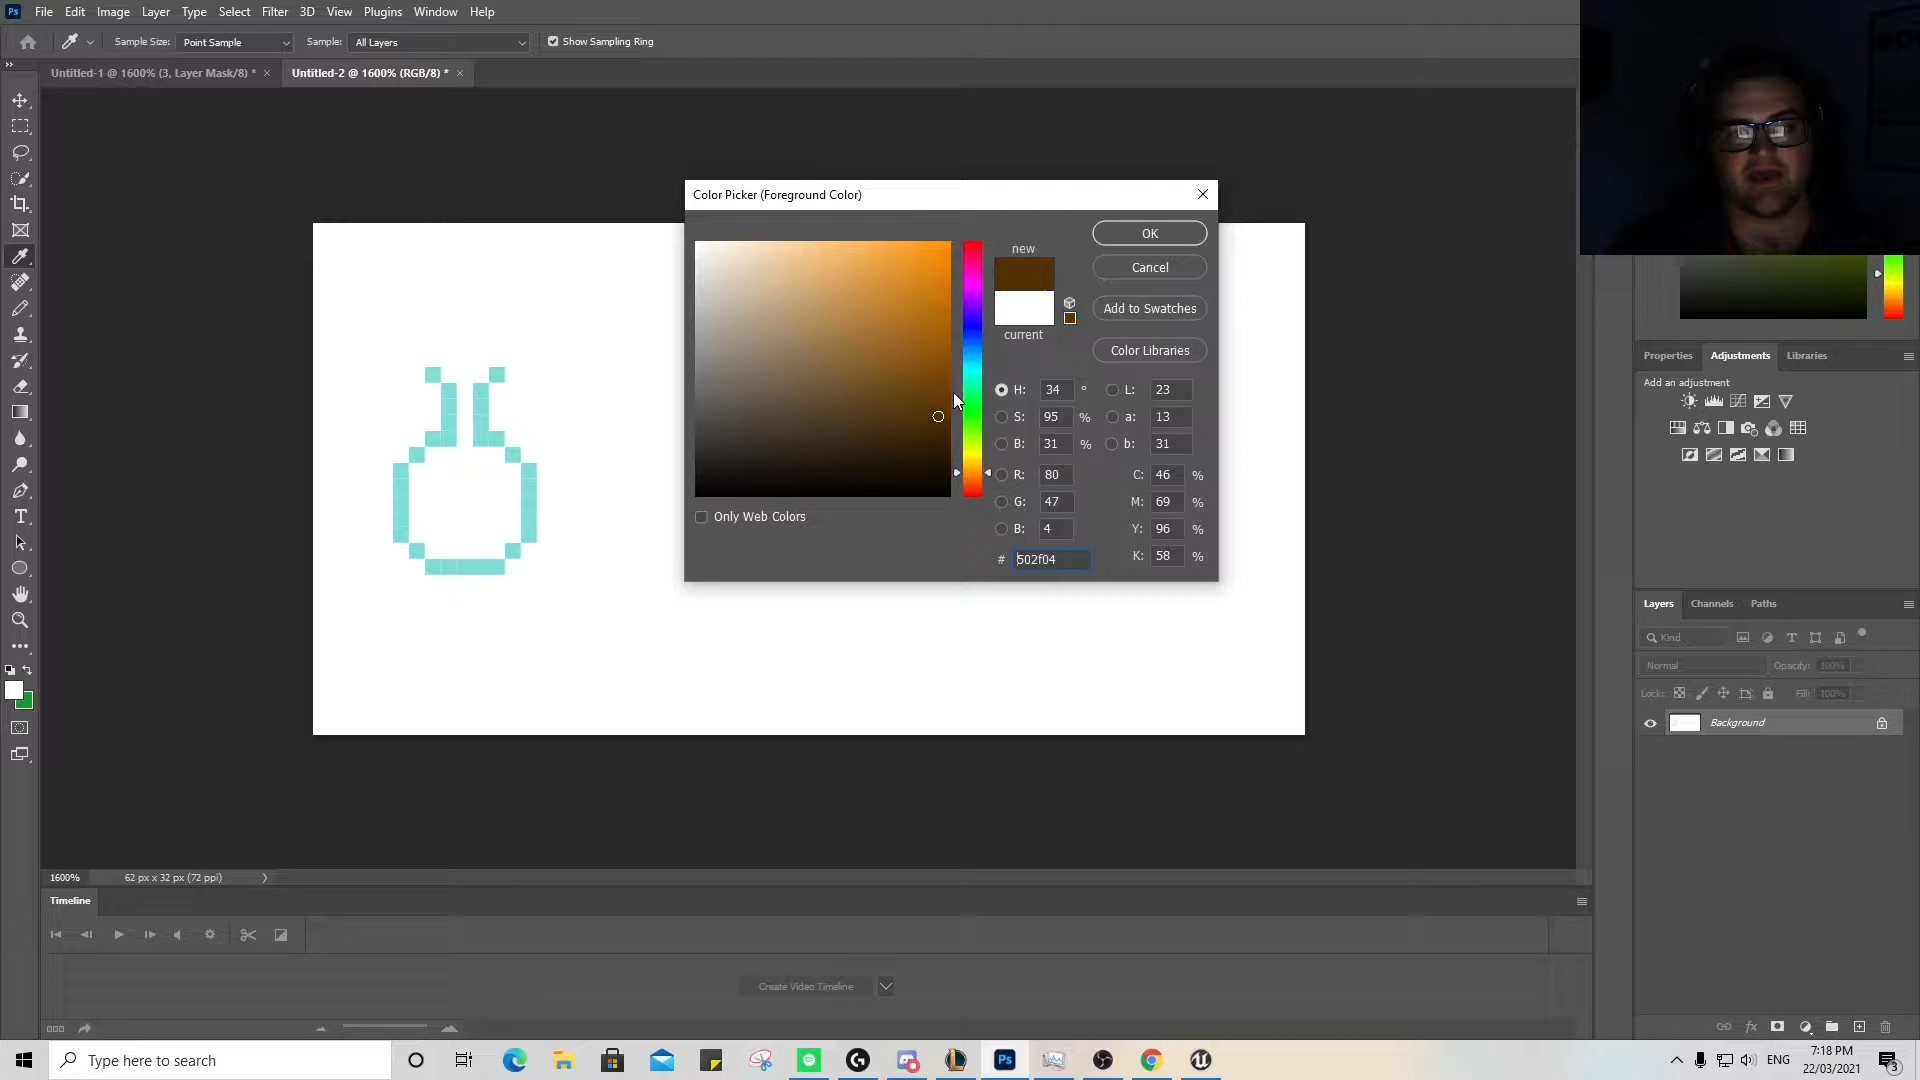 Ps File Edit Image Layer Type Select Filter 3D View Plugins Window Help
Sample Size: Point Sample Sample: All Layers Show Sampling Ring
Untitled-1 @ 1600% (3, Layer Mask/8) * × Untitled-2 @ 1600% (RGB/8) * ×
Color Picker (Foreground Color)
new
current
OK
Cancel
Add to Swatches
Color Libraries
H: 34 ° L: 23
S: 95 % a: 13
B: 31 % b: 31
R: 80 C: 46 %
G: 47 M: 69 %
B: 4 Y: 96 %
# 502f04 K: 58 %
Only Web Colors
Properties Adjustments Libraries
Add an adjustment
Layers Channels Paths
Kind
Normal Opacity: 100%
Lock: Fill: 100%
Background
1600% 62 px x 32 px (72 ppi)
Timeline
Create Video Timeline
Type here to search
Ps
ENG
7:18 PM
22/03/2021
3